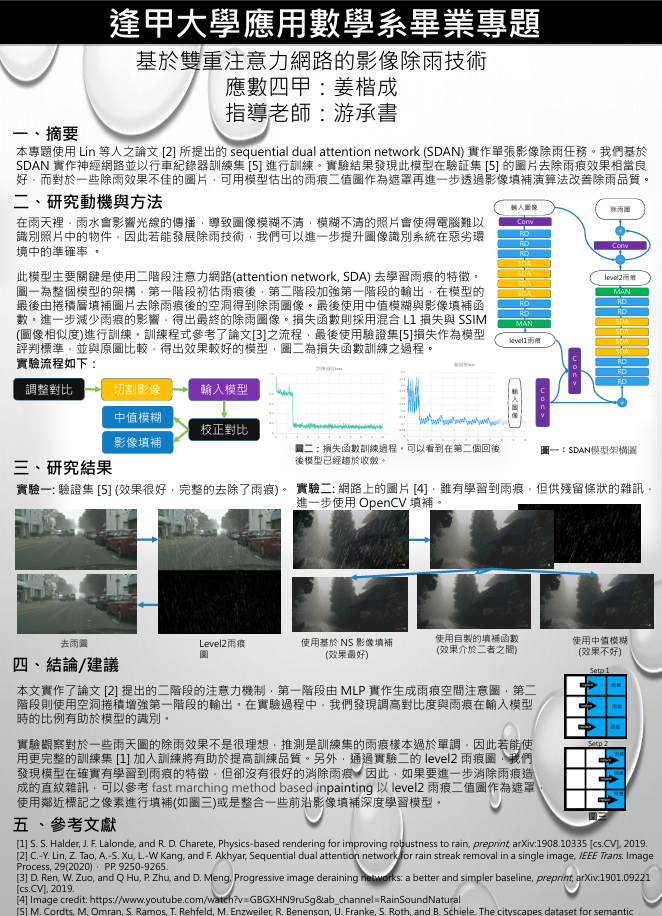 逢甲大學應用數學系畢業專題
基於雙重注意力網路的影像除雨技術
應數四甲：姜楷成
指導老師：游承書
一、摘要
本專題使用 Lin 等人之論文 [2] 所提出的 sequential dual attention network (SDAN) 實作單張影像除雨任務。我們基於
SDAN 實作神經網路並以行車紀錄器訓練集 [5] 進行訓練。實驗結果發現此模型在驗証集 [5] 的圖片去除雨痕效果相當良
好，而對於一些除雨效果不佳的圖片，可用模型估出的雨痕二值圖作為遮罩再進一步透過影像填補演算法改善除雨品質。
二、研究動機與方法
在雨天裡，雨水會影響光線的傳播，導致圖像模糊不清，模糊不清的照片會使得電腦難以
識別照片中的物件，因此若能發展除雨技術，我們可以進一步提升圖像識別系統在惡劣環
境中的準確率 。
此模型主要關鍵是使用二階段注意力網路(attention network, SDA) 去學習雨痕的特徵。
圖一為整個模型的架構，第一階段初估雨痕後，第二階段加強第一階段的輸出，在模型的
最後由捲積層填補圖片去除雨痕後的空洞得到除雨圖像。最後使用中值模糊與影像填補函
數。進一步減少雨痕的影響，得出最終的除雨圖像。損失函數則採用混合 L1 損失與 SSIM
(圖像相似度)進行訓練。訓練程式參考了論文[3]之流程，最後使用驗證集[5]損失作為模型
評判標準，並與原圖比較，得出效果較好的模型，圖二為損失函數訓練之過程。
實驗流程如下：
調整對比
切割影像
輸入模型
中值模糊
校正對比
影像填補
圖二：損失函數訓練過程。可以看到在第二個回後
後模型已經趨於收斂。
輸入圖像
Conv
RD
RD
RD
SDA
SDA
SDA
SDA
RD
RD
RD
MAN
level1雨痕
輸入圖像
Conv
Conv
除雨圖
+
Conv
-
level2雨痕
MAN
RD
RD
SDA
SDA
SDA
SDA
RD
RD
RD
+
圖一：SDAN模型架構圖
三、研究結果
實驗一: 驗證集 [5] (效果很好，完整的去除了雨痕)。
實驗二: 網路上的圖片 [4]，雖有學習到雨痕，但供殘留條狀的雜訊，
進一步使用 OpenCV 填補。
去雨圖
Level2雨痕
圖
使用基於 NS 影像填補
(效果最好)
使用自製的填補函數
(效果介於二者之間)
使用中值模糊
(效果不好)
四、結論/建議
本文實作了論文 [2] 提出的二階段的注意力機制，第一階段由 MLP 實作生成雨痕空間注意圖，第二
階段則使用空洞捲積增強第一階段的輸出。在實驗過程中，我們發現調高對比度與雨痕在輸入模型
時的比例有助於模型的識別。
實驗觀察對於一些雨天圖的除雨效果不是很理想，推測是訓練集的雨痕樣本過於單調，因此若能使
用更完整的訓練集 [1] 加入訓練將有助於提高訓練品質。另外，通過實驗二的 level2 雨痕圖，我們
發現模型在確實有學習到雨痕的特徵，但卻沒有很好的消除雨痕。因此，如果要進一步消除雨痕造
成的直紋雜訊，可以參考 fast marching method based inpainting 以 level2 雨痕二值圖作為遮罩，
使用鄰近標記之像素進行填補(如圖三)或是整合一些前沿影像填補深度學習模型。
Setp 1
Setp 2
圖三
五 、參考文獻
[1] S. S. Halder, J. F. Lalonde, and R. D. Charete, Physics-based rendering for improving robustness to rain, preprint, arXiv:1908.10335 [cs.CV], 2019.
[2] C.-Y. Lin, Z. Tao, A.-S. Xu, L.-W Kang, and F. Akhyar, Sequential dual attention network for rain streak removal in a single image, IEEE Trans. Image
Process, 29(2020)， PP. 9250-9265.
[3] D. Ren, W. Zuo, and Q Hu, P. Zhu, and D. Meng, Progressive image deraining networks: a better and simpler baseline, preprint, arXiv:1901.09221
[cs.CV], 2019.
[4] Image credit: https://www.youtube.com/watch?v=GBGXHN9ruSg&ab_channel=RainSoundNatural
[5] M. Cordts, M. Omran, S. Ramos, T. Rehfeld, M. Enzweiler, R. Benenson, U. Franke, S. Roth, and B. Schiele, The cityscapes dataset for semantic